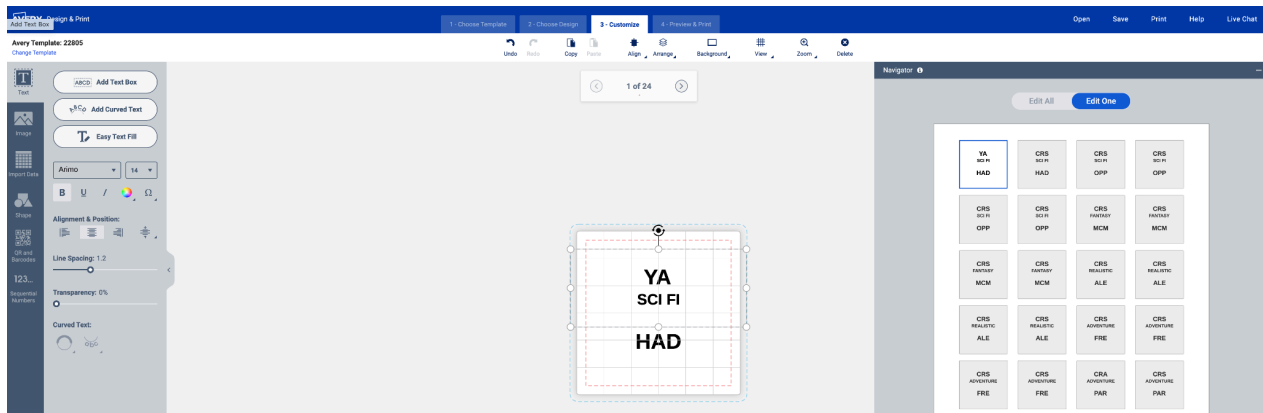 AVERY Design & Print
Add Text Box
1 - Choose Template
2 - Choose Design
3 - Customize
4 - Preview & Print
Open
Save
Print
Help
Live Chat
Avery Template: 22805
Change Template
Undo
Redo
Copy
Paste
Align
Arrange
Background
View
Zoom
Delete
Text
Image
Import Data
Shape
QR and
Barcodes
123...
Sequential
Numbers
ABCD Add Text Box
ABCD Add Curved Text
T Easy Text Fill
Arimo
14
B U I Ω
Alignment & Position:
Line Spacing: 1.2
Transparency: 0%
Curved Text:
1 of 24
YA
SCI FI
HAD
Navigator
Edit All
Edit One
YA
SCI FI
HAD
CRS
SCI FI
HAD
CRS
SCI FI
OPP
CRS
SCI FI
OPP
CRS
SCI FI
OPP
CRS
SCI FI
OPP
CRS
FANTASY
MCM
CRS
FANTASY
MCM
CRS
FANTASY
MCM
CRS
FANTASY
MCM
CRS
REALISTIC
ALE
CRS
REALISTIC
ALE
CRS
REALISTIC
ALE
CRS
REALISTIC
ALE
CRS
ADVENTURE
FRE
CRS
ADVENTURE
FRE
CRS
ADVENTURE
FRE
CRS
ADVENTURE
FRE
CRA
ADVENTURE
PAR
CRS
ADVENTURE
PAR